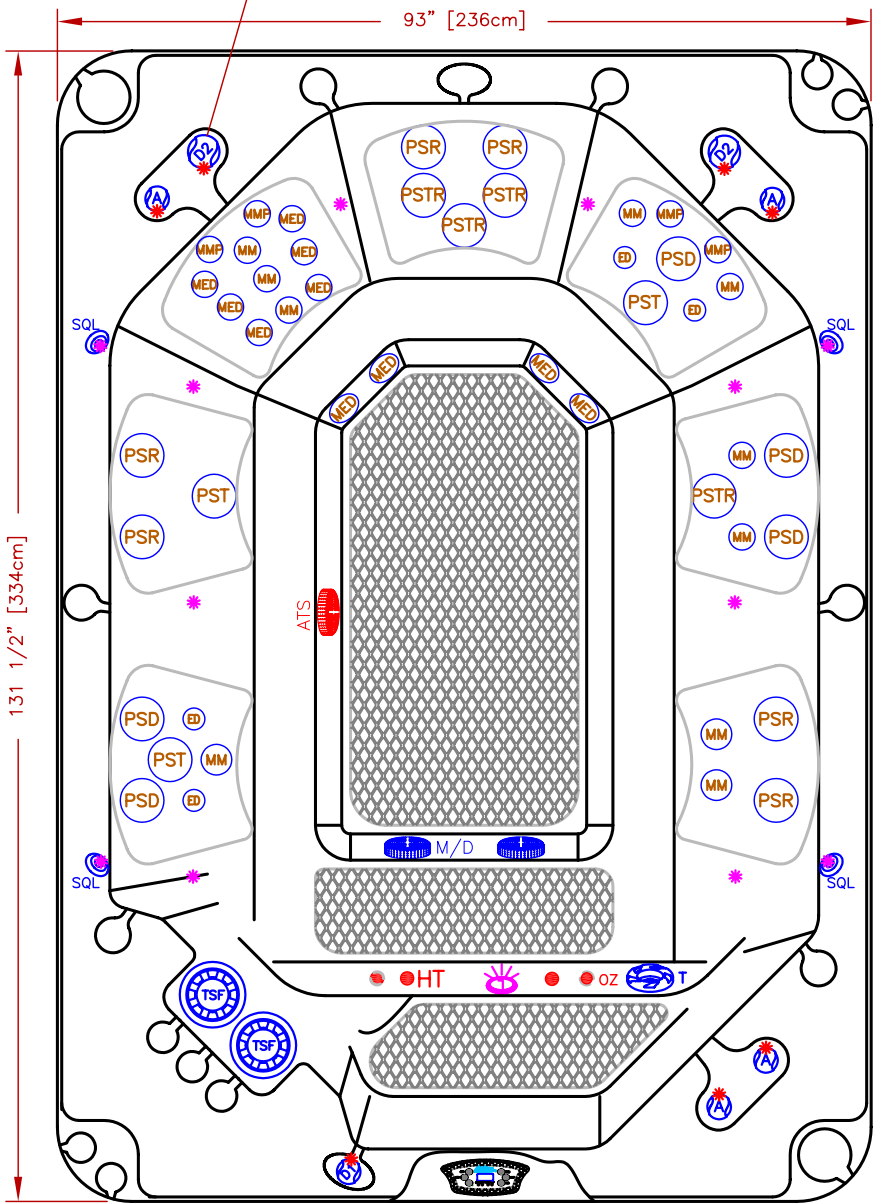 93” [236cm]
131 1/2” [334cm]
D2
A
D2
A
PSR PSR
PSTR PSTR
PSTR
MMP MED
MMP MM MED
MED MM MED
MED MM
MED
MM MMP
ED PSD MMP
PST ED MM
SQL
SQL
MED MED
MED MED
PSR
PST
PSR
MM PSD
PSTR
MM PSD
ATS
PSD ED
PST MM
PSD ED
MM PSR
MM PSR
M/D
SQL
SQL
HT OZ T
TSF
TSF
A
A
D1